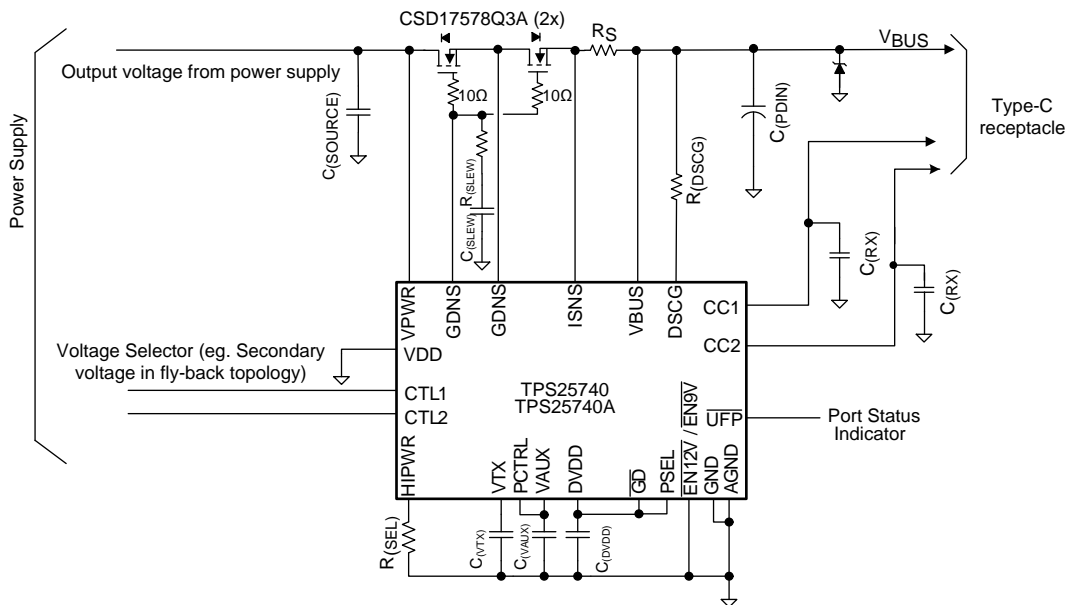 CSD17578Q3A (2x)
RS
VBUS
Output voltage from power supply
10Ω
10Ω
Type-C
receptacle
C(SOURCE)
C(PDIN)
Power Supply
R(SLEW)
C(SLEW)
R(DSCG)
C(RX)
C(RX)
VPWR
GDNS
GDNS
ISNS
VBUS
DSCG
CC1
CC2
Voltage Selector (eg. Secondary
voltage in fly-back topology)
VDD
CTL1
CTL2
TPS25740
TPS25740A
UFP
Port Status
Indicator
HIPWR
VTX
PCTRL
VAUX
DVDD
GD
PSEL
EN12V / EN9V
GND
AGND
R(SEL)
C(VTX)
C(VAUX)
C(DVDD)